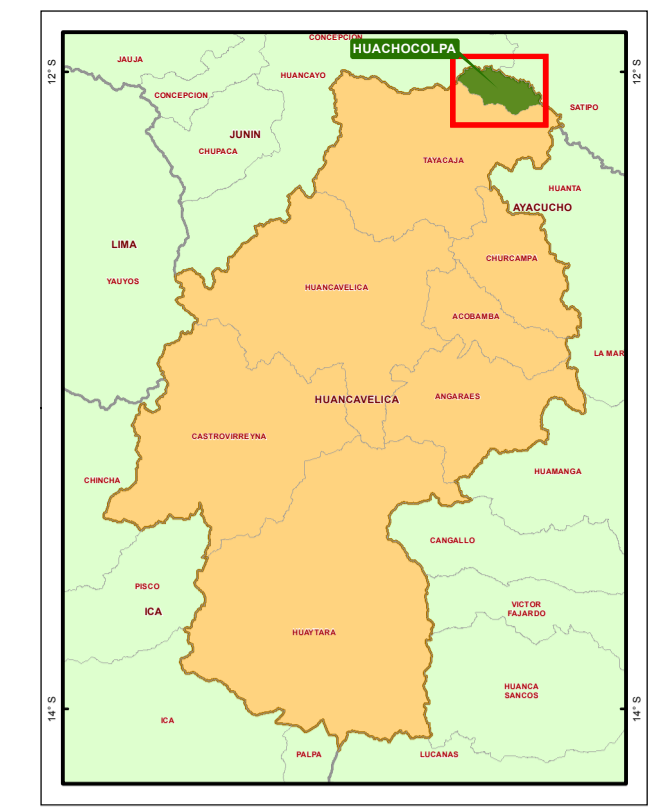 CONCEPCION
HUACHOCOLPA
JAUJA
12° S
12° S
HUANCAYO
CONCEPCION
SATIPO
JUNIN
CHUPACA
TAYACAJA
HUANTA
AYACUCHO
LIMA
CHURCAMPA
YAUYOS
HUANCAVELICA
ACOBAMBA
LA MAR
ANGARAES
HUANCAVELICA
CASTROVIRREYNA
HUAMANGA
CHINCHA
CANGALLO
PISCO
ICA
VICTOR
FAJARDO
HUAYTARA
HUANCA
SANCOS
14° S
14° S
ICA
PALPA
LUCANAS